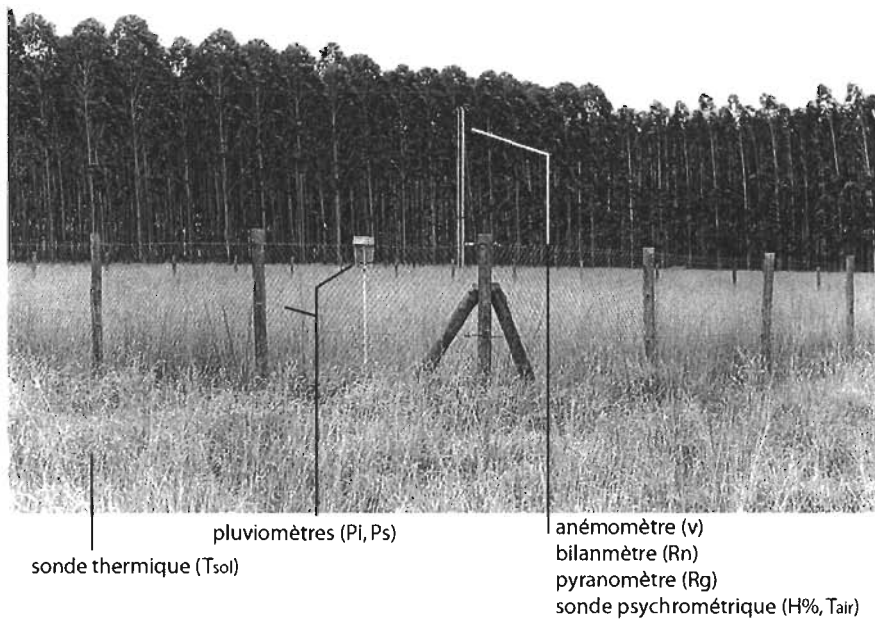 pluviomètres (Pi, Ps)
sonde thermique (Tsol)
anémomètre (v)
bilanmètre (Rn)
pyranomètre (Rg)
sonde psychrométrique (H%, Tair)